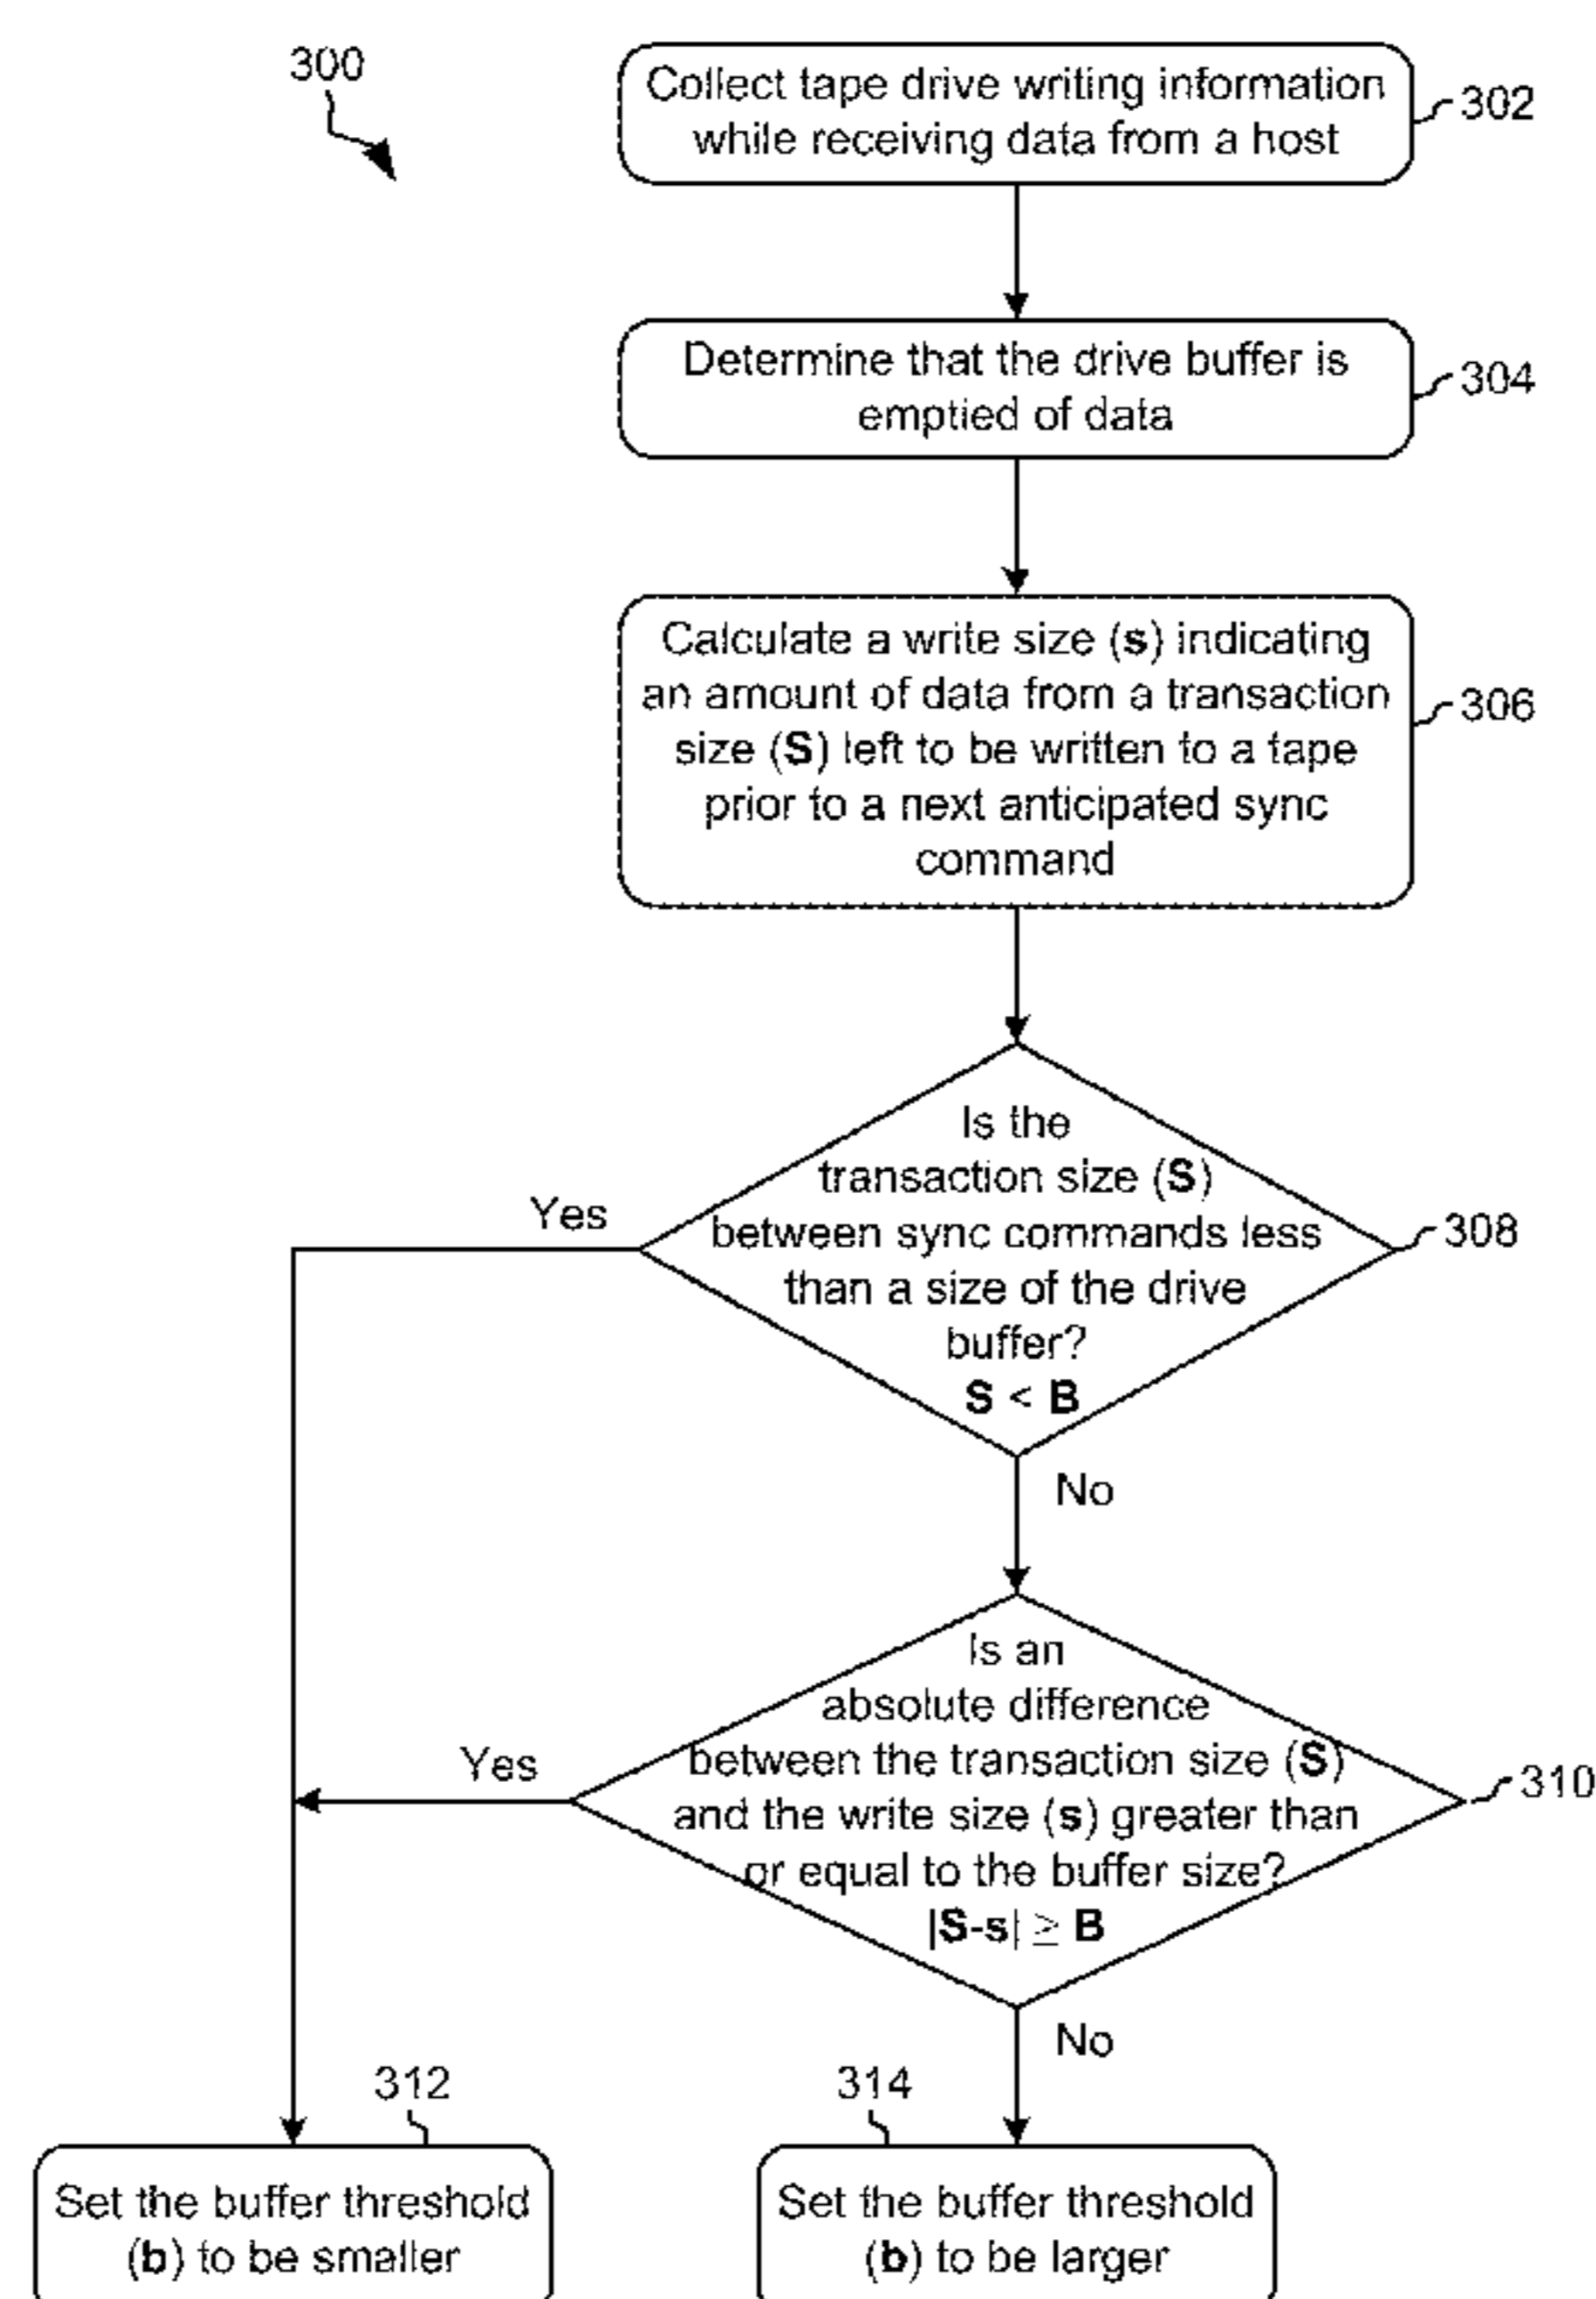 300
Collect tape drive writing information
while receiving data from a host
302
Determine that the drive buffer is
emptied of data
304
Calculate a write size (s) indicating
an amount of data from a transaction
size (S) left to be written to a tape
prior to a next anticipated sync
command
306
Is the
transaction size (S)
between sync commands less
than a size of the drive
buffer?
S < B
308
Yes
No
Is an
absolute difference
between the transaction size (S)
and the write size (s) greater than
or equal to the buffer size?
|S-s| ≥ B
310
Yes
No
312
Set the buffer threshold
(b) to be smaller
314
Set the buffer threshold
(b) to be larger